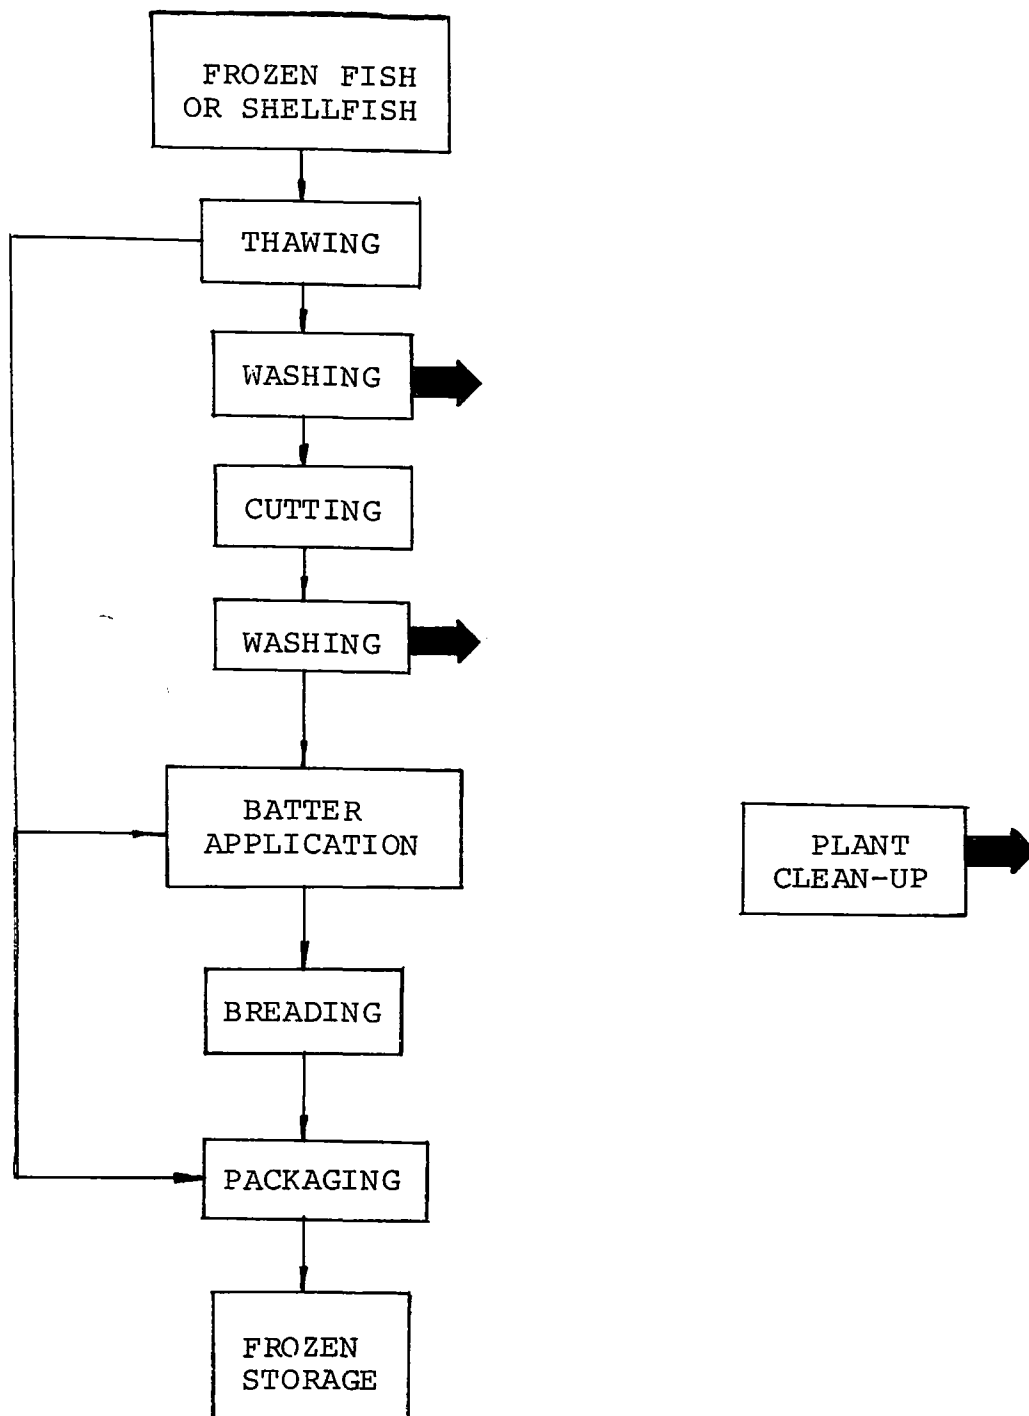 FROZEN FISH
OR SHELLFISH
THAWING
WASHING
CUTTING
WASHING
BATTER
APPLICATION
PLANT
CLEAN-UP
BREADING
PACKAGING
FROZEN
STORAGE